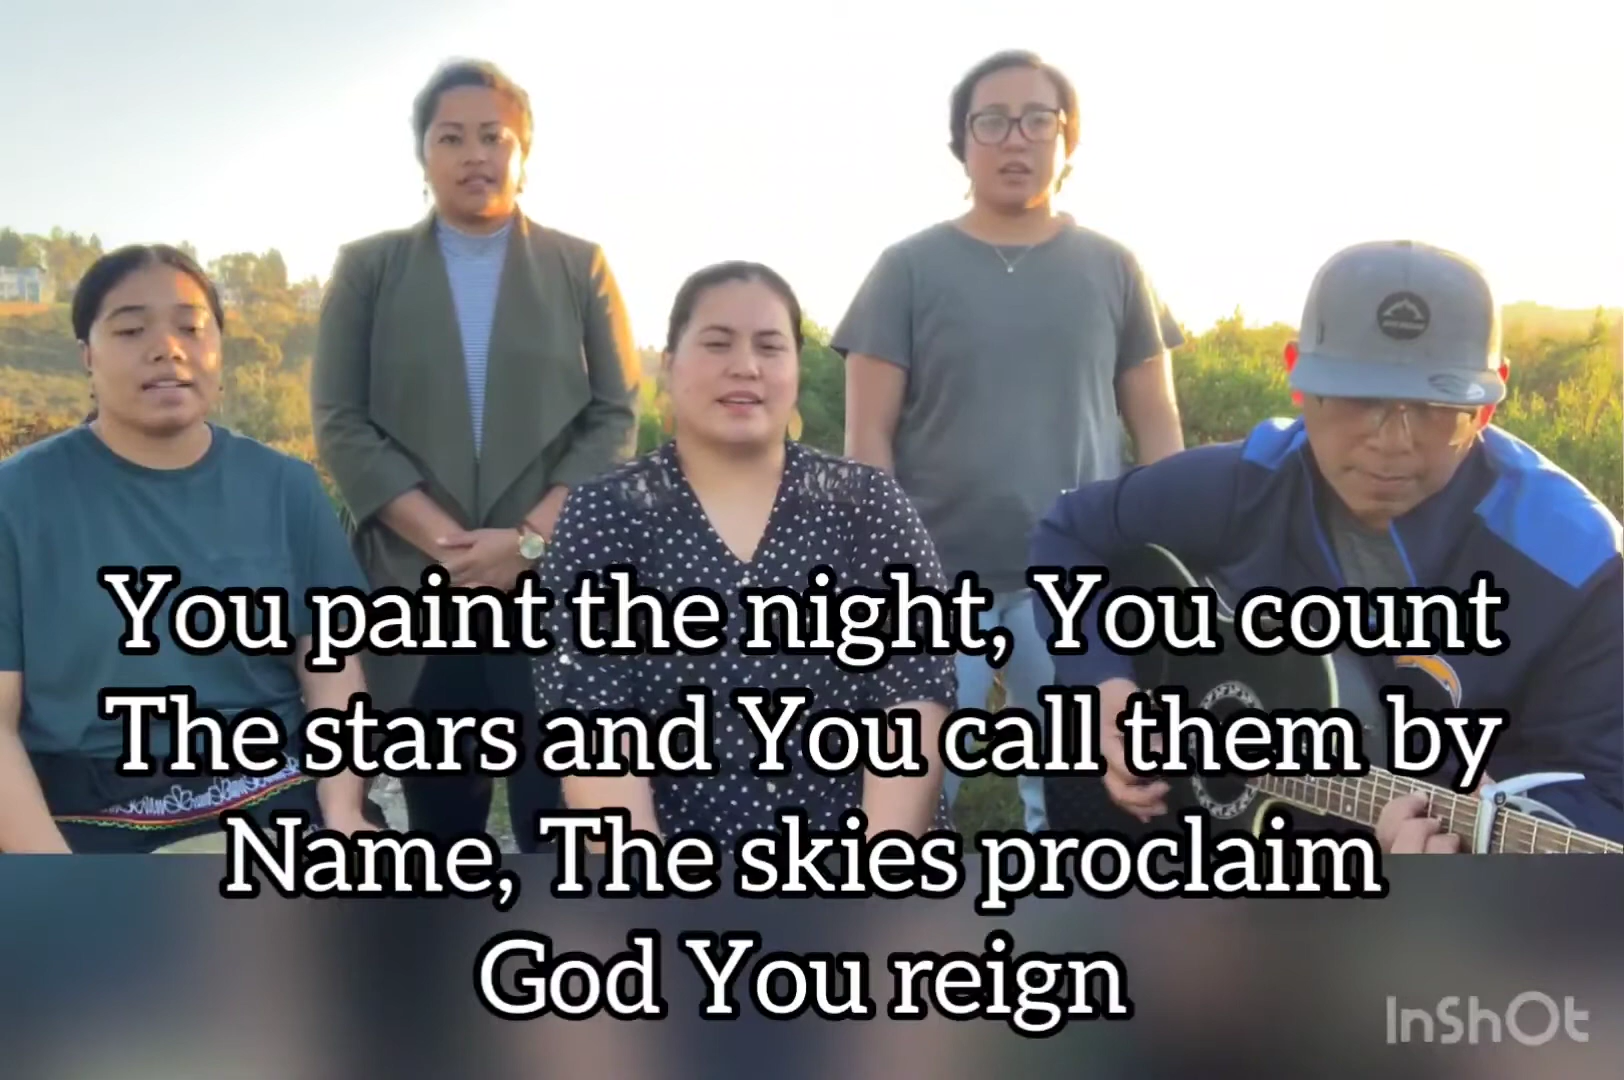 You paint the night, You count
The stars and You call them by
Name, The skies proclaim
God You reign
InShOt